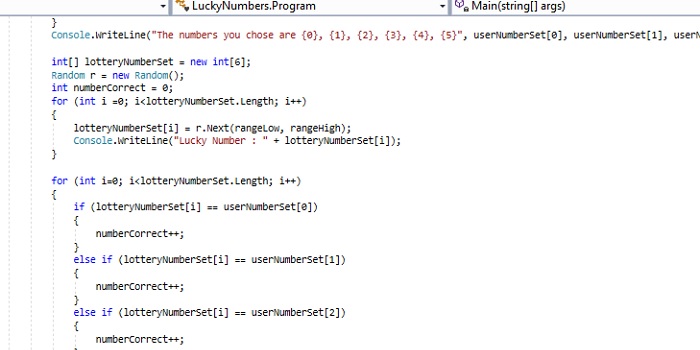 LuckyNumbers.Program Main(string[] args)
}
Console.WriteLine("The numbers you chose are {0}, {1}, {2}, {3}, {4}, {5}", userNumberSet[0], userNumberSet[1], userN
int[] lotteryNumberSet = new int[6];
Random r = new Random();
int numberCorrect = 0;
for (int i =0; i<lotteryNumberSet.Length; i++)
{
lotteryNumberSet[i] = r.Next(rangeLow, rangeHigh);
Console.WriteLine("Lucky Number : " + lotteryNumberSet[i]);
}
for (int i=0; i<lotteryNumberSet.Length; i++)
{
if (lotteryNumberSet[i] == userNumberSet[0])
{
numberCorrect++;
}
else if (lotteryNumberSet[i] == userNumberSet[1])
{
numberCorrect++;
}
else if (lotteryNumberSet[i] == userNumberSet[2])
{
numberCorrect++;